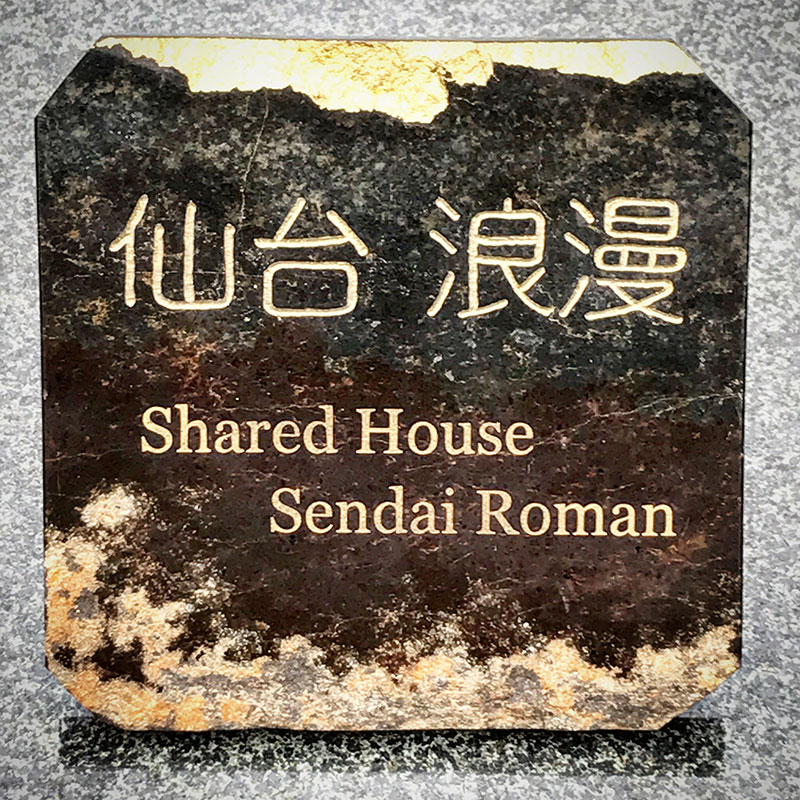 仙台 浪漫
Shared House
Sendai Roman